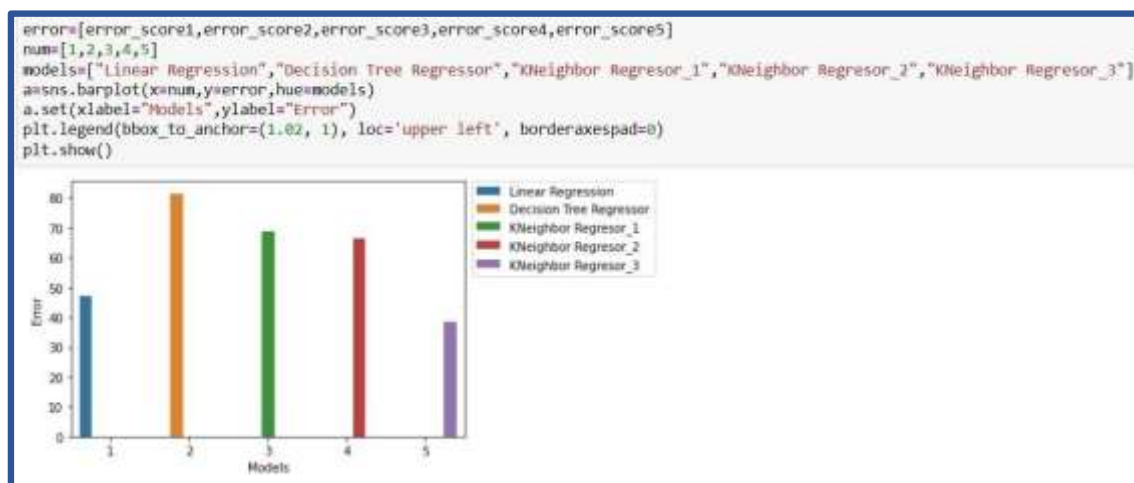 error=[error_score1,error_score2,error_score3,error_score4,error_score5]
num=[1,2,3,4,5]
models=["Linear Regression","Decision Tree Regressor","KNeighbor Regresor_1","KNeighbor Regresor_2","KNeighbor Regresor_3"]
a=sns.barplot(x=num,y=error,hue=models)
a.set(xlabel="Models",ylabel="Error")
plt.legend(bbox_to_anchor=(1.02, 1), loc='upper left', borderaxespad=0)
plt.show()
Linear Regression
Decision Tree Regressor
KNeighbor Regresor_1
KNeighbor Regresor_2
KNeighbor Regresor_3
80
70
60
50
40
30
20
10
0
Error
1 2 3 4 5
Models